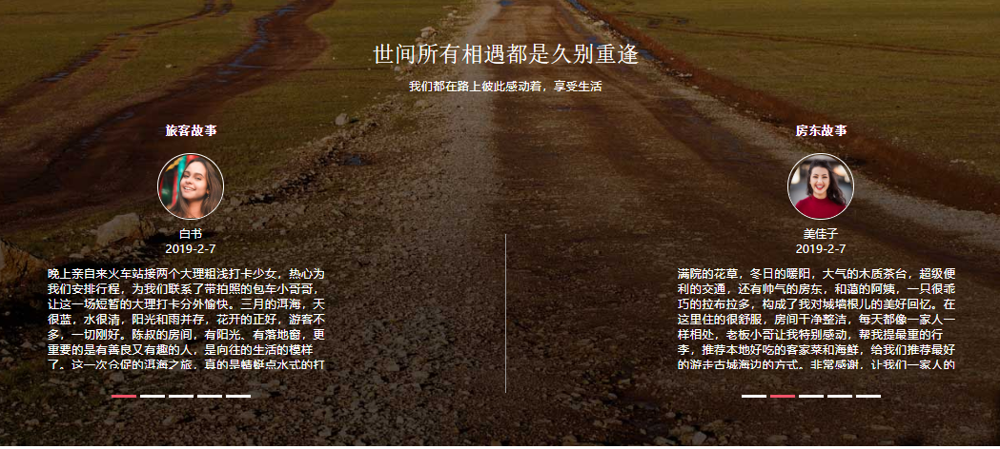 世间所有相遇都是久别重逢
我们都在路上彼此感动着，享受生活
旅客故事
白书
2019-2-7
晚上亲自来火车站接两个大理粗浅打卡少女，热心为
我们安排行程，为我们联系了带拍照的包车小哥哥，
让这一场短暂的大理打卡分外愉快。三月的洱海，天
很蓝，水很清，阳光和雨并存，花开的正好，游客不
多，一切刚好。陈叔的房间，有阳光、有落地窗，更
重要的是有善良又有趣的人，是向往的生活的模样
了。这一次仓促的洱海之旅，真的是蜻蜓点水式的打
房东故事
美佳子
2019-2-7
满院的花草，冬日的暖阳，大气的木质茶台，超级便
利的交通，还有帅气的房东，和蔼的阿姨，一只很乖
巧的拉布拉多，构成了我对城墙根儿的美好回忆。在
这里住的很舒服，房间干净整洁，每天都像一家人一
样相处，老板小哥让我特别感动，帮我提最重的行
李，推荐本地好吃的客家菜和海鲜，给我们推荐最好
的游走古城海边的方式。非常感谢，让我们一家人的